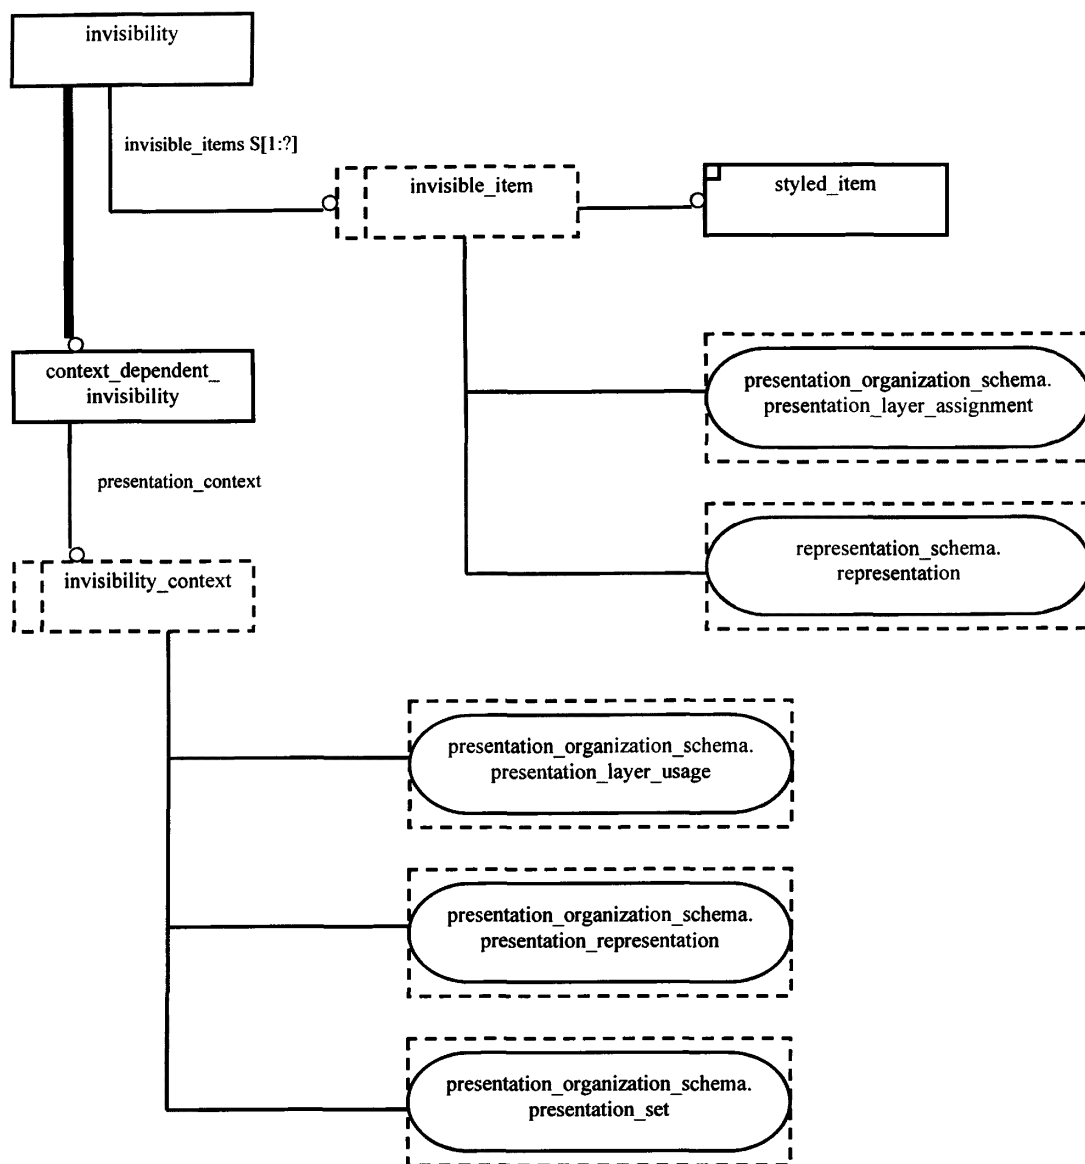 invisibility
invisible_items S[1:?]
invisible_item
styled_item
context_dependent_
invisibility
presentation_organization_schema.
presentation_layer_assignment
presentation_context
representation_schema.
representation
invisibility_context
presentation_organization_schema.
presentation_layer_usage
presentation_organization_schema.
presentation_representation
presentation_organization_schema.
presentation_set